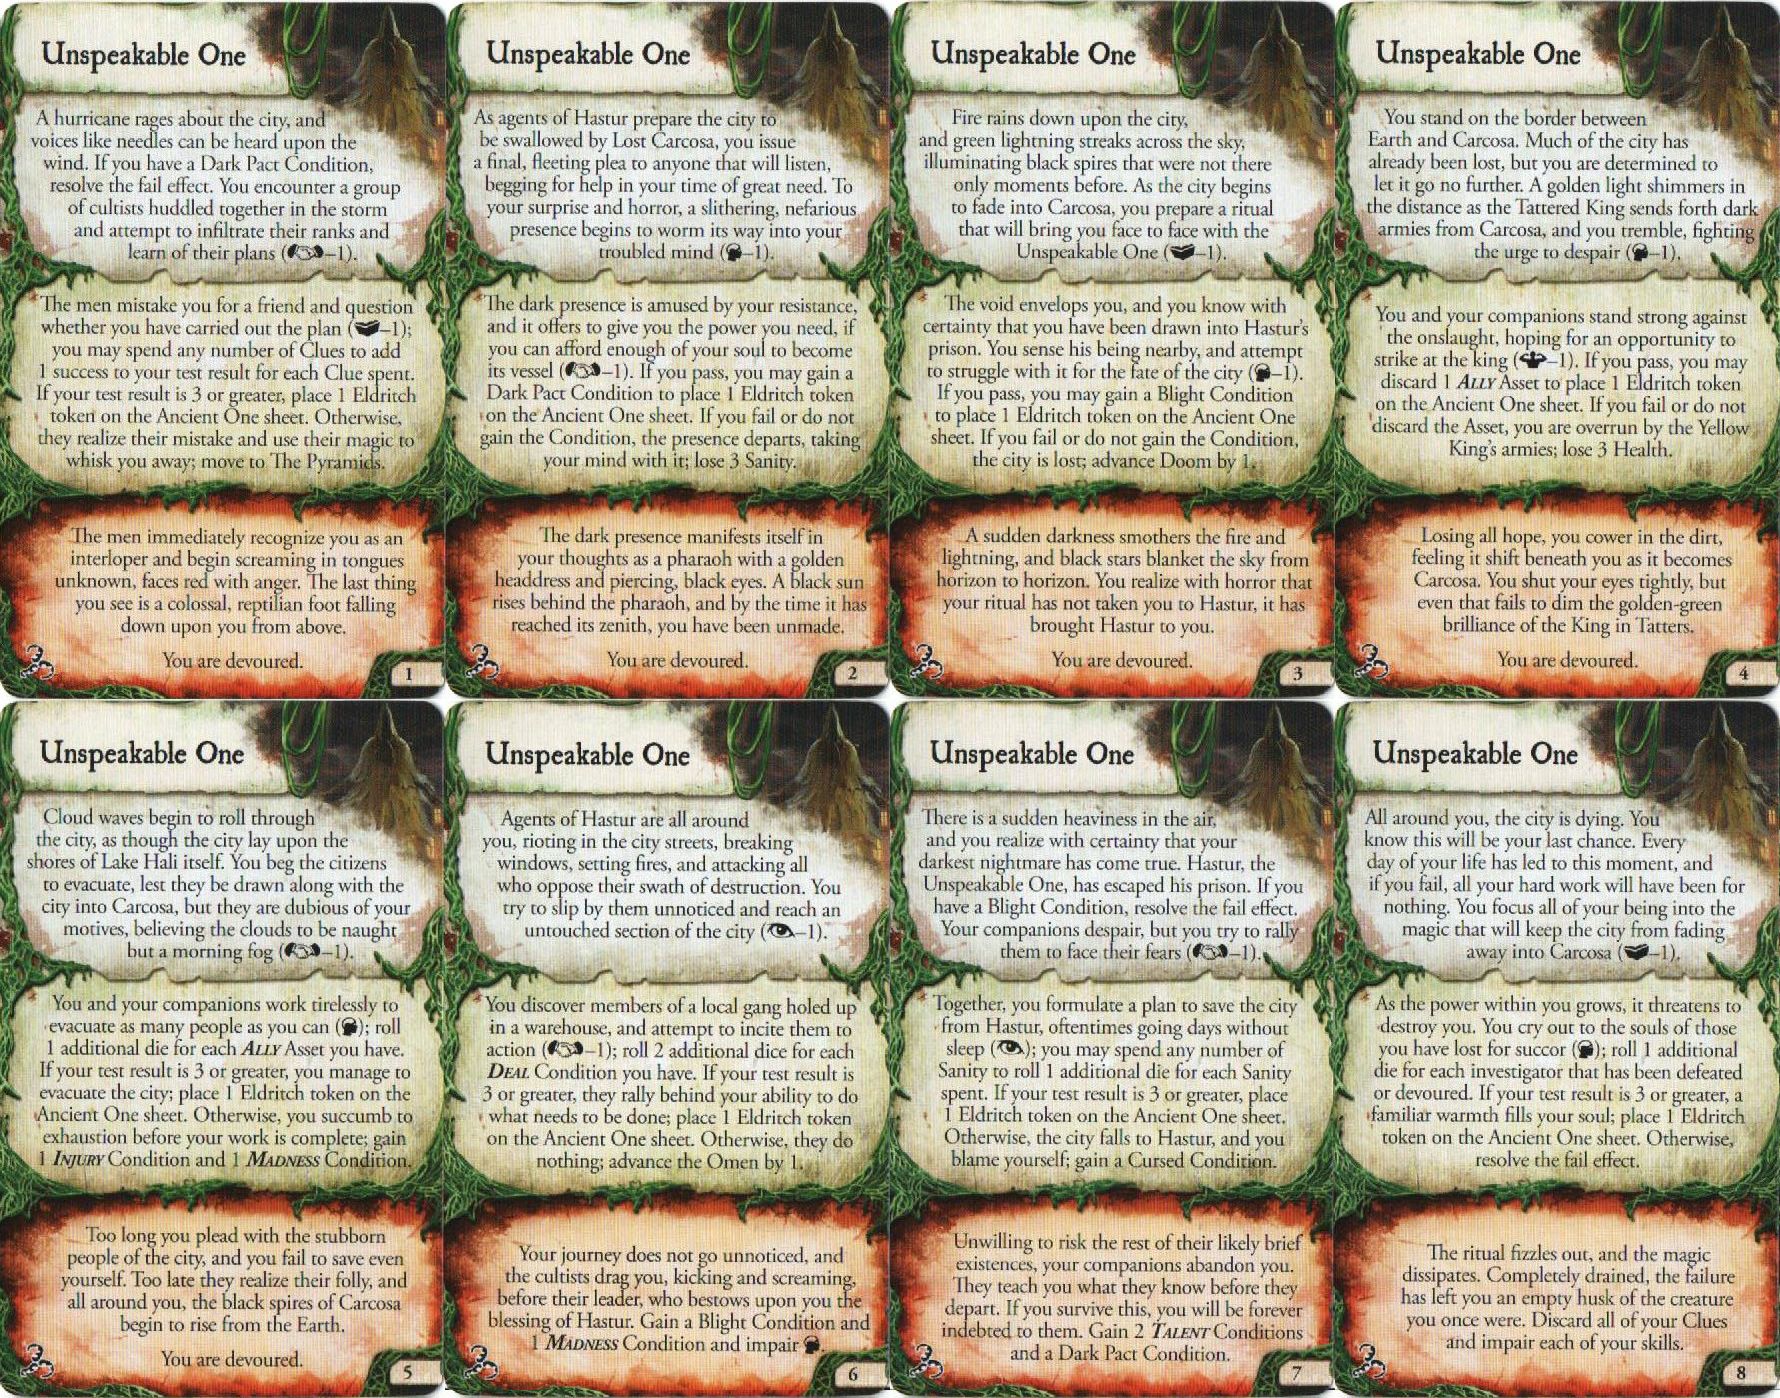 Unspeakable One
A hurricane rages about the city, and
voices like needles can be heard upon the
wind. If you have a Dark Pact Condition,
resolve the fail effect. You encounter a group
of cultists huddled together in the storm
and attempt to infiltrate their ranks and
learn of their plans (–1).
The men mistake you for a friend and question
whether you have carried out the plan (–1);
you may spend any number of Clues to add
1 success to your test result for each Clue spent.
If your test result is 3 or greater, place 1 Eldritch
token on the Ancient One sheet. Otherwise,
they realize their mistake and use their magic to
whisk you away; move to The Pyramids.
The men immediately recognize you as an
interloper and begin screaming in tongues
unknown, faces red with anger. The last thing
you see is a colossal, reptilian foot falling
down upon you from above.
You are devoured.
1
Unspeakable One
As agents of Hastur prepare the city to
be swallowed by Lost Carcosa, you issue
a final, fleeting plea to anyone that will listen,
begging for help in your time of great need. To
your surprise and horror, a slithering, nefarious
presence begins to worm its way into your
troubled mind (–1).
The dark presence is amused by your resistance,
and it offers to give you the power you need, if
you can afford enough of your soul to become
its vessel (–1). If you pass, you may gain a
Dark Pact Condition to place 1 Eldritch token
on the Ancient One sheet. If you fail or do not
gain the Condition, the presence departs, taking
your mind with it; lose 3 Sanity.
The dark presence manifests itself in
your thoughts as a pharaoh with a golden
headdress and piercing, black eyes. A black sun
rises behind the pharaoh, and by the time it has
reached its zenith, you have been unmade.
You are devoured.
2
Unspeakable One
Fire rains down upon the city,
and green lightning streaks across the sky,
illuminating black spires that were not there
only moments before. As the city begins
to fade into Carcosa, you prepare a ritual
that will bring you face to face with the
Unspeakable One (–1).
The void envelops you, and you know with
certainty that you have been drawn into Hastur's
prison. You sense his being nearby, and attempt
to struggle with it for the fate of the city (–1).
If you pass, you may gain a Blight Condition
to place 1 Eldritch token on the Ancient One
sheet. If you fail or do not gain the Condition,
the city is lost; advance Doom by 1.
A sudden darkness smothers the fire and
lightning, and black stars blanket the sky from
horizon to horizon. You realize with horror that
your ritual has not taken you to Hastur, it has
brought Hastur to you.
You are devoured.
3
Unspeakable One
You stand on the border between
Earth and Carcosa. Much of the city has
already been lost, but you are determined to
let it go no further. A golden light shimmers in
the distance as the Tattered King sends forth dark
armies from Carcosa, and you tremble, fighting
the urge to despair (–1).
You and your companions stand strong against
the onslaught, hoping for an opportunity to
strike at the king (–1). If you pass, you may
discard 1 ALLY Asset to place 1 Eldritch token
on the Ancient One sheet. If you fail or do not
discard the Asset, you are overrun by the Yellow
King's armies; lose 3 Health.
Losing all hope, you cower in the dirt,
feeling it shift beneath you as it becomes
Carcosa. You shut your eyes tightly, but
even that fails to dim the golden-green
brilliance of the King in Tatters.
You are devoured.
4
Unspeakable One
Cloud waves begin to roll through
the city, as though the city lay upon the
shores of Lake Hali itself. You beg the citizens
to evacuate, lest they be drawn along with the
city into Carcosa, but they are dubious of your
motives, believing the clouds to be naught
but a morning fog (–1).
You and your companions work tirelessly to
evacuate as many people as you can (); roll
1 additional die for each ALLY Asset you have.
If your test result is 3 or greater, you manage to
evacuate the city; place 1 Eldritch token on the
Ancient One sheet. Otherwise, you succumb to
exhaustion before your work is complete; gain
1 INJURY Condition and 1 MADNESS Condition.
Too long you plead with the stubborn
people of the city, and you fail to save even
yourself. Too late they realize their folly, and
all around you, the black spires of Carcosa
begin to rise from the Earth.
You are devoured.
5
Unspeakable One
Agents of Hastur are all around
you, rioting in the city streets, breaking
windows, setting fires, and attacking all
who oppose their swath of destruction. You
try to slip by them unnoticed and reach an
untouched section of the city (–1).
You discover members of a local gang holed up
in a warehouse, and attempt to incite them to
action (–1); roll 2 additional dice for each
DEAL Condition you have. If your test result is
3 or greater, they rally behind your ability to do
what needs to be done; place 1 Eldritch token
on the Ancient One sheet. Otherwise, they do
nothing; advance the Omen by 1.
Your journey does not go unnoticed, and
the cultists drag you, kicking and screaming,
before their leader, who bestows upon you the
blessing of Hastur. Gain a Blight Condition and
1 MADNESS Condition and impair .
6
Unspeakable One
There is a sudden heaviness in the air,
and you realize with certainty that your
darkest nightmare has come true. Hastur, the
Unspeakable One, has escaped his prison. If you
have a Blight Condition, resolve the fail effect.
Your companions despair, but you try to rally
them to face their fears (–1).
Together, you formulate a plan to save the city
from Hastur, oftentimes going days without
sleep (); you may spend any number of
Sanity to roll 1 additional die for each Sanity
spent. If your test result is 3 or greater, place
1 Eldritch token on the Ancient One sheet.
Otherwise, the city falls to Hastur, and you
blame yourself; gain a Cursed Condition.
Unwilling to risk the rest of their likely brief
existences, your companions abandon you.
They teach you what they know before they
depart. If you survive this, you will be forever
indebted to them. Gain 2 TALENT Conditions
and a Dark Pact Condition.
7
Unspeakable One
All around you, the city is dying. You
know this will be your last chance. Every
day of your life has led to this moment, and
if you fail, all your hard work will have been for
nothing. You focus all of your being into the
magic that will keep the city from fading
away into Carcosa (–1).
As the power within you grows, it threatens to
destroy you. You cry out to the souls of those
you have lost for succor (); roll 1 additional
die for each investigator that has been defeated
or devoured. If your test result is 3 or greater, a
familiar warmth fills your soul; place 1 Eldritch
token on the Ancient One sheet. Otherwise,
resolve the fail effect.
The ritual fizzles out, and the magic
dissipates. Completely drained, the failure
has left you an empty husk of the creature
you once were. Discard all of your Clues
and impair each of your skills.
8